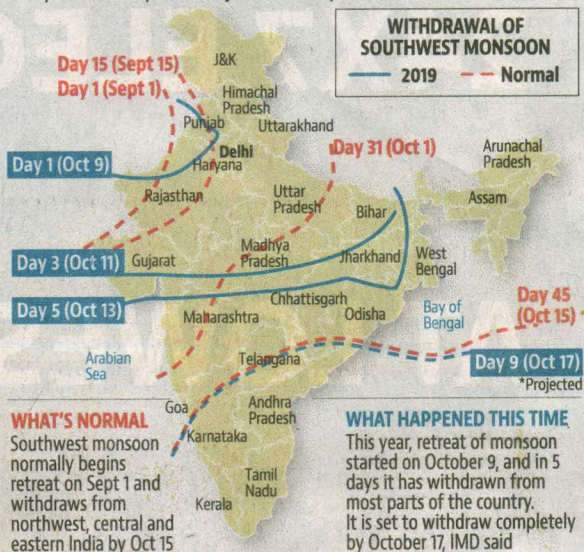 WITHDRAWAL OF
SOUTHWEST MONSOON
2019
Normal
Day 15 (Sept 15)
Day 1 (Sept 1)
J&K
Himachal
Pradesh
Punjab
Uttarakhand
Delhi
Haryana
Day 31 (Oct 1)
Arunachal
Pradesh
Assam
Day 1 (Oct 9)
Rajasthan
Uttar
Pradesh
Bihar
Day 3 (Oct 11)
Gujarat
Madhya
Pradesh
Jharkhand
West
Bengal
Day 5 (Oct 13)
Chhattisgarh
Maharashtra
Odisha
Bay of
Bengal
Day 45
(Oct 15)
Arabian
Sea
Telangana
Day 9 (Oct 17)
*Projected
Goa
Andhra
Pradesh
Karnataka
Tamil
Nadu
Kerala
WHAT'S NORMAL
Southwest monsoon
normally begins
retreat on Sept 1 and
withdraws from
northwest, central and
eastern India by Oct 15
WHAT HAPPENED THIS TIME
This year, retreat of monsoon
started on October 9, and in 5
days it has withdrawn from
most parts of the country.
It is set to withdraw completely
by October 17, IMD said